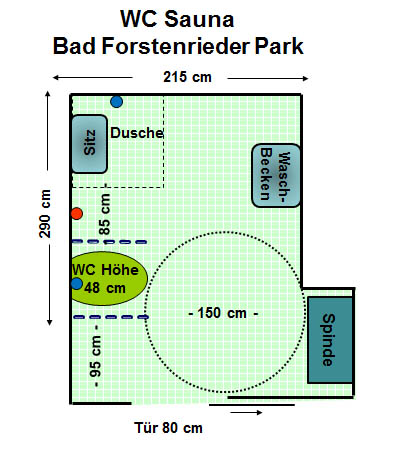 WC Sauna
Bad Forstenrieder Park
215 cm
Sitz
Dusche
Wasch-
Becken
290 cm
- 85 cm -
WC Höhe
48 cm
- 150 cm -
Spinde
- 95 cm -
Tür 80 cm